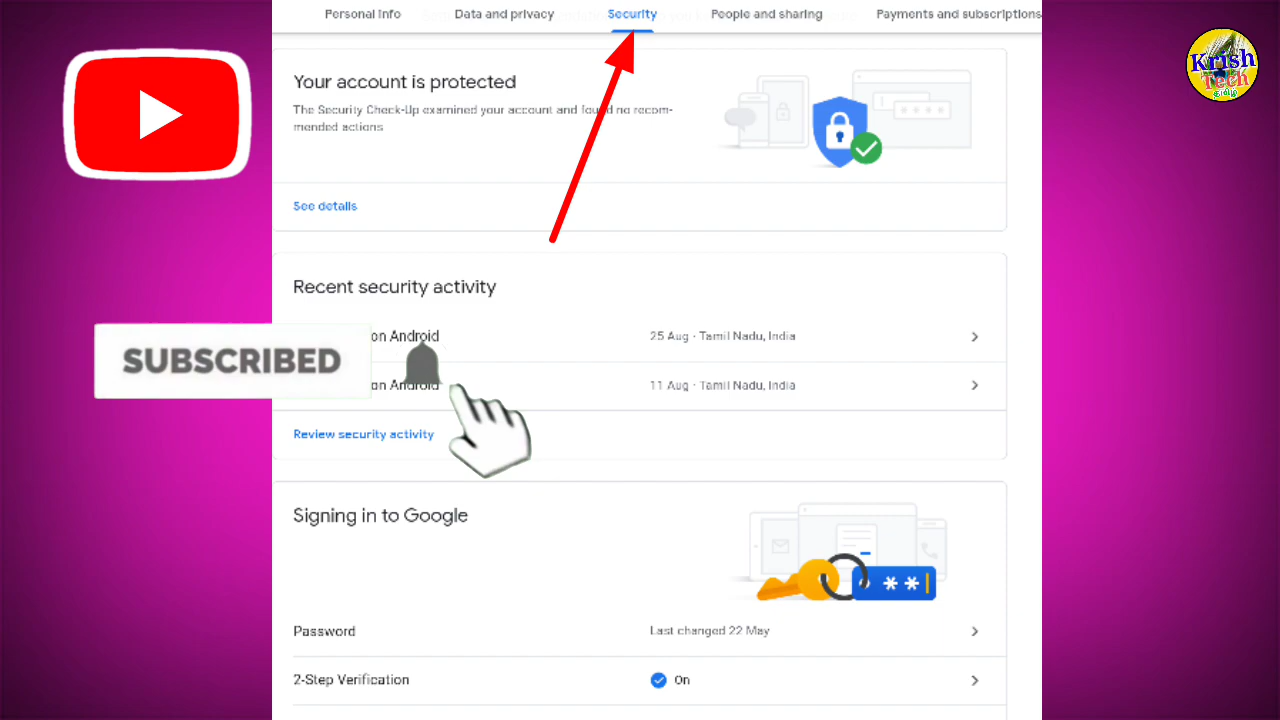 Personal info Data and privacy Security People and sharing Payments and subscriptions
Krish
Tech
தமிழ்
Your account is protected
The Security Check-Up examined your account and found no recom-
mended actions
See details
Recent security activity
on Android 25 Aug · Tamil Nadu, India
SUBSCRIBED
on Android 11 Aug · Tamil Nadu, India
Review security activity
Signing in to Google
**
Password Last changed 22 May
2-Step Verification On